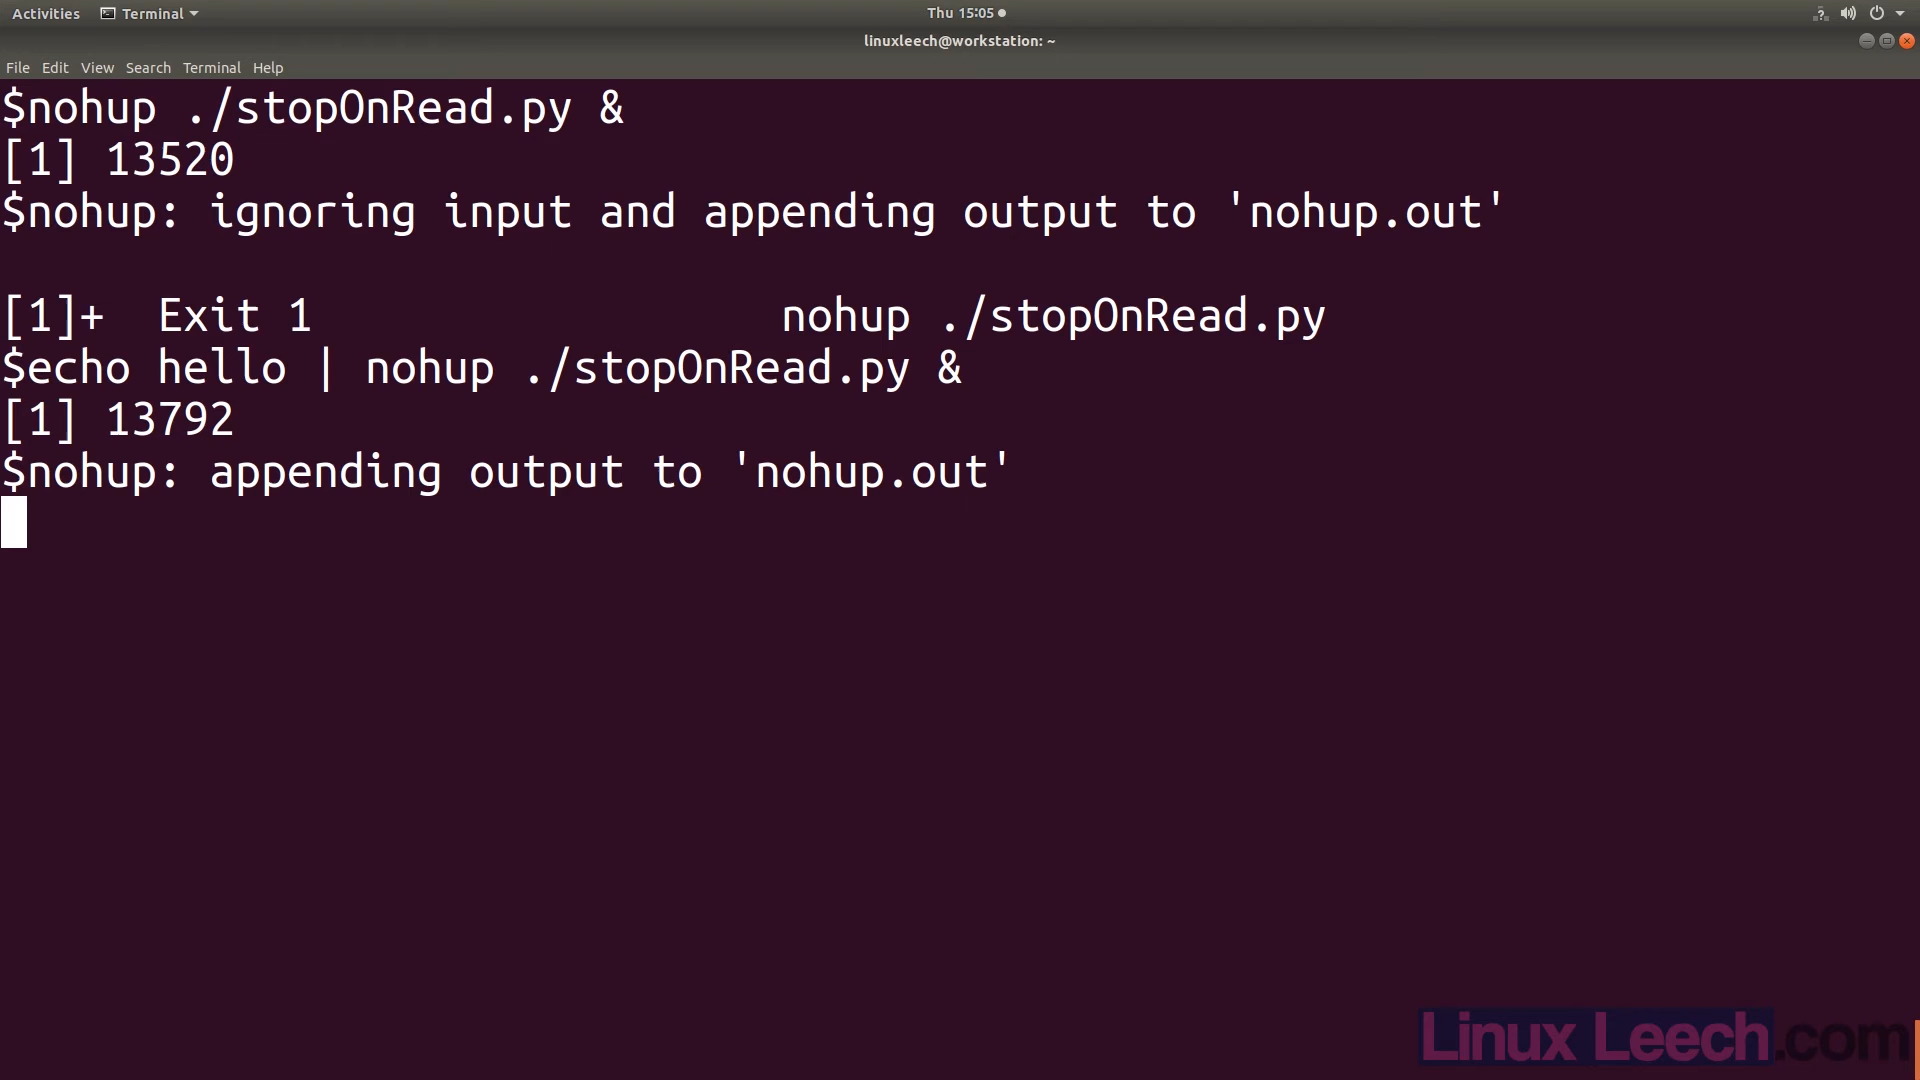 Activities Terminal Thu 15:05
linuxleech@workstation: ~
File Edit View Search Terminal Help
$nohup ./stopOnRead.py &
[1] 13520
$nohup: ignoring input and appending output to 'nohup.out'
[1]+  Exit 1                  nohup ./stopOnRead.py
$echo hello | nohup ./stopOnRead.py &
[1] 13792
$nohup: appending output to 'nohup.out'
Linux Leech.com